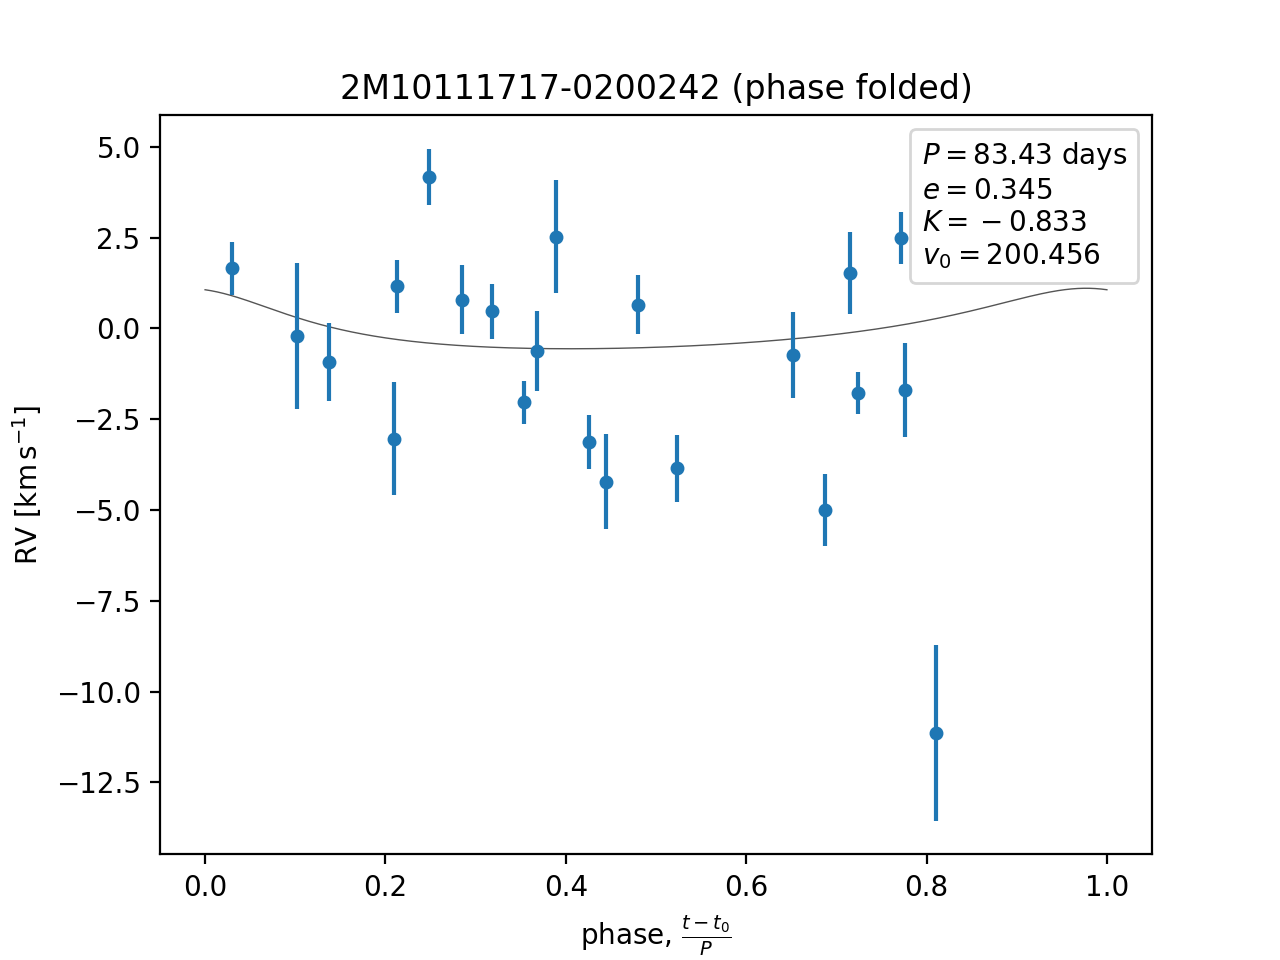 2M10111717-0200242 (phase folded)
P = 83.43 days
e = 0.345
K = −0.833
v₀ = 200.456
5.0
2.5
0.0
−2.5
−5.0
−7.5
−10.0
−12.5
RV [km s⁻¹]
0.0 0.2 0.4 0.6 0.8 1.0
phase, (t − t₀)/P